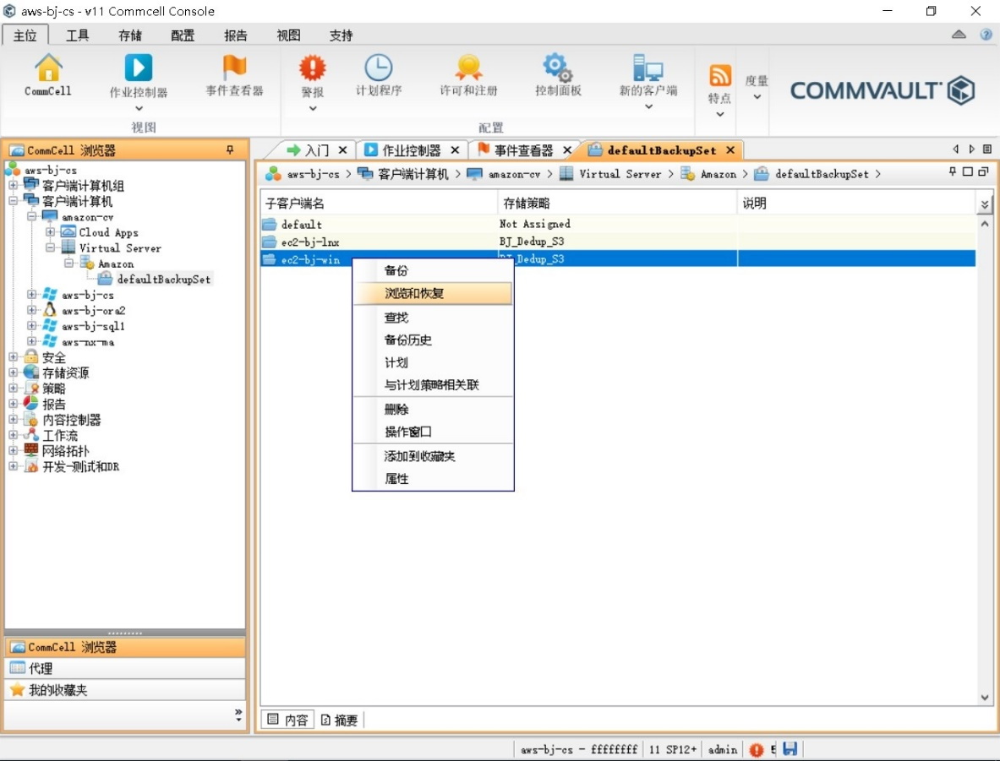 aws-bj-cs - v11 Commcell Console
主位 工具 存储 配置 报告 视图 支持
CommCell 作业控制器 事件查看器 警报 计划程序 许可和注册 控制面板 新的客户端 特点 度量
COMMVAULT
视图 配置
CommCell 浏览器
入门 作业控制器 事件查看器 defaultBackupSet
aws-bj-cs > 客户端计算机 > amazon-cv > Virtual Server > Amazon > defaultBackupSet >
aws-bj-cs
客户端计算机组
客户端计算机
amazon-cv
Cloud Apps
Virtual Server
Amazon
defaultBackupSet
aws-bj-cs
aws-bj-ora2
aws-bj-sql1
aws-nx-ma
安全
存储资源
策略
报告
内容控制器
工作流
网络拓扑
开发-测试和DR
子客户端名 存储策略 说明
default Not Assigned
ec2-bj-lnx BJ_Dedup_S3
ec2-bj-win BJ_Dedup_S3
备份
浏览和恢复
查找
备份历史
计划
与计划策略相关联
删除
操作窗口
添加到收藏夹
属性
CommCell 浏览器
代理
我的收藏夹
内容 摘要
aws-bj-cs - ffffffff 11 SP12+ admin